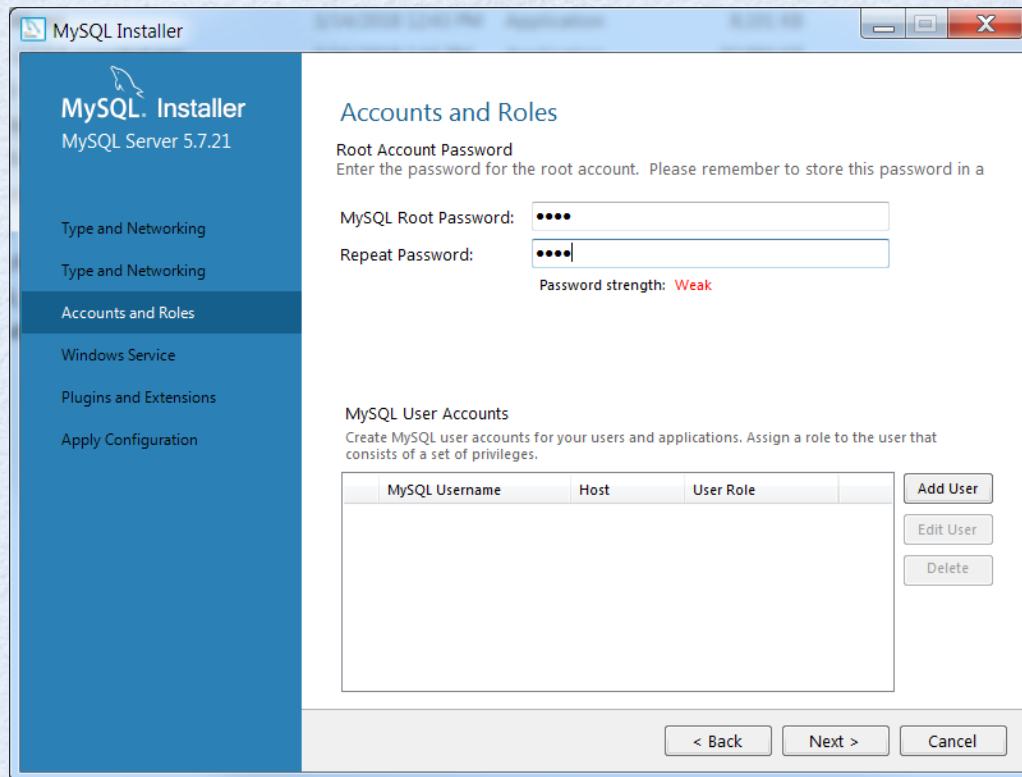 MySQL Installer
MySQL. Installer
MySQL Server 5.7.21
Type and Networking
Type and Networking
Accounts and Roles
Windows Service
Plugins and Extensions
Apply Configuration
Accounts and Roles
Root Account Password
Enter the password for the root account. Please remember to store this password in a
MySQL Root Password: ••••
Repeat Password: ••••
Password strength: Weak
MySQL User Accounts
Create MySQL user accounts for your users and applications. Assign a role to the user that
consists of a set of privileges.
MySQL Username Host User Role
Add User
Edit User
Delete
< Back Next > Cancel